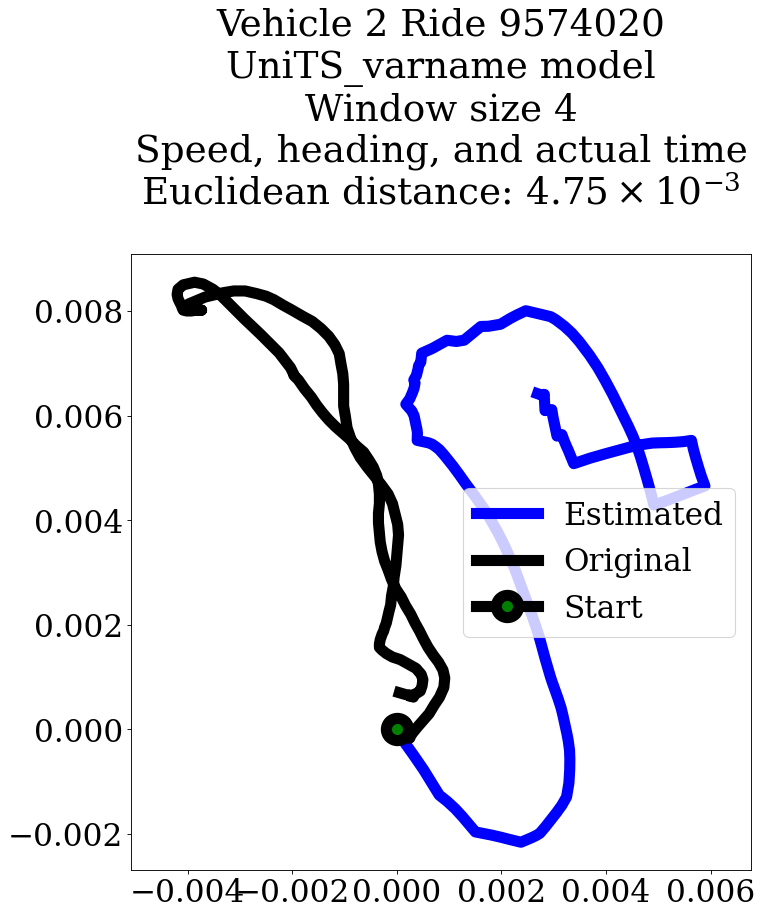 Vehicle 2 Ride 9574020
UniTS_varname model
Window size 4
Speed, heading, and actual time
Euclidean distance: 4.75 × 10⁻³
0.008
0.006
0.004
0.002
0.000
−0.002
Estimated
Original
Start
−0.004 −0.002 0.000 0.002 0.004 0.006